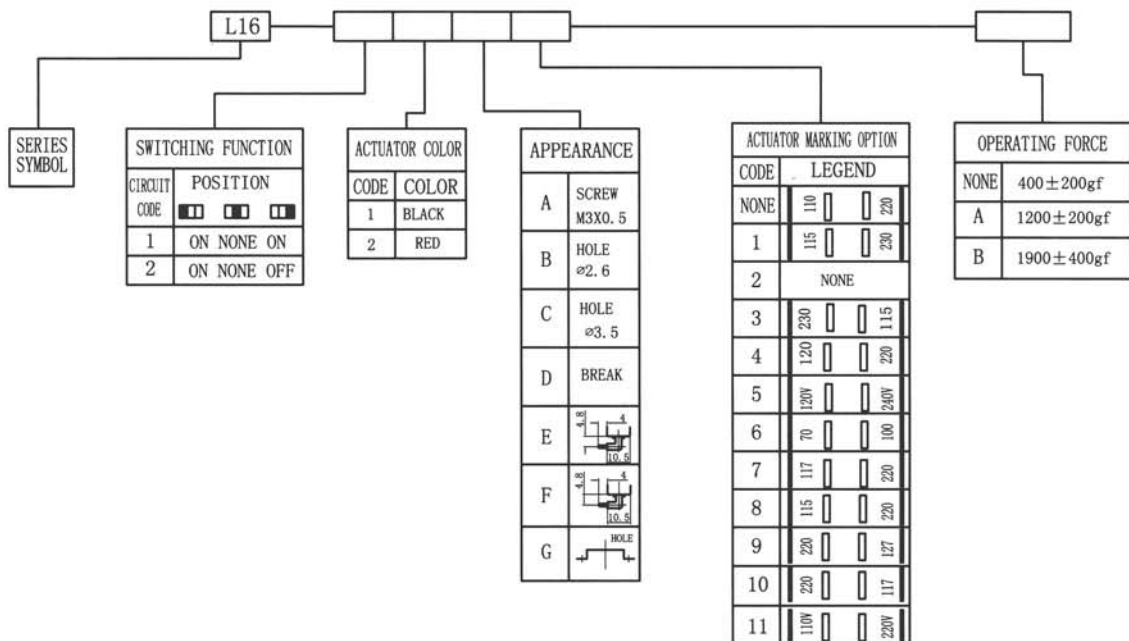 L16
SERIES
SYMBOL
SWITCHING FUNCTION
CIRCUIT
CODE
POSITION
1 ON NONE ON
2 ON NONE OFF
ACTUATOR COLOR
CODE COLOR
1 BLACK
2 RED
APPEARANCE
A SCREW
M3X0.5
B HOLE
⌀2.6
C HOLE
⌀3.5
D BREAK
E 4.8 4 10.5
F 4.8 4 10.5
G HOLE
ACTUATOR MARKING OPTION
CODE LEGEND
NONE 110 220
1 115 230
2 NONE
3 230 115
4 120 220
5 120V 240V
6 70 100
7 117 220
8 115 220
9 220 127
10 220 117
11 110V 220V
OPERATING FORCE
NONE 400±200gf
A 1200±200gf
B 1900±400gf